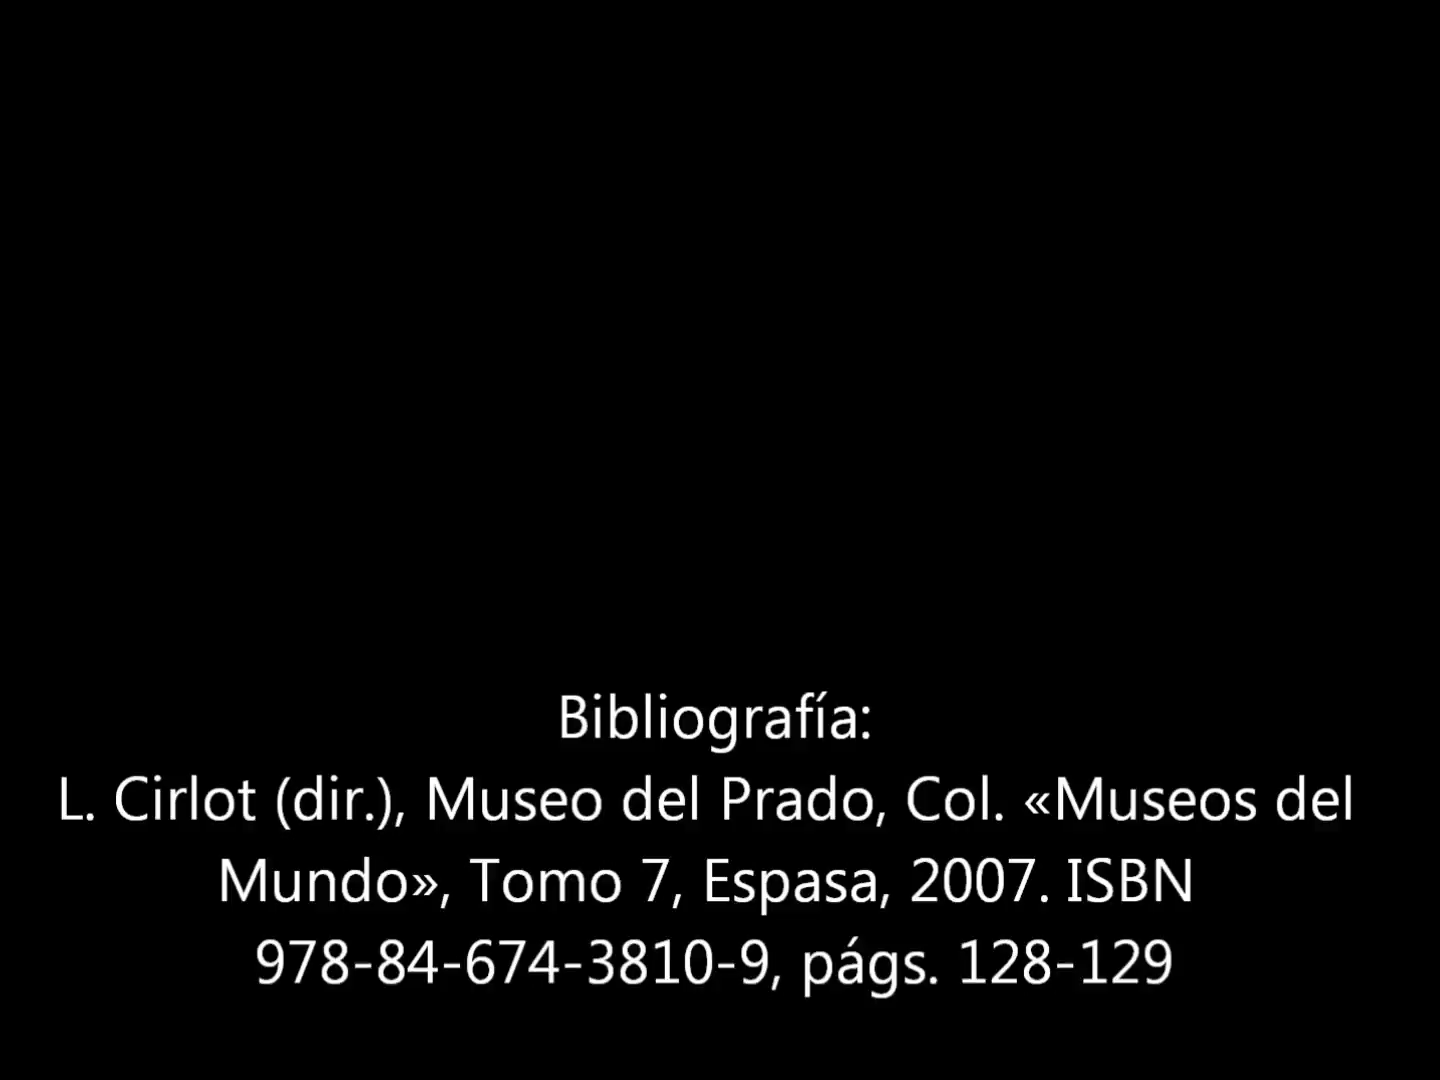 Bibliografía:
L. Cirlot (dir.), Museo del Prado, Col. «Museos del
Mundo», Tomo 7, Espasa, 2007. ISBN
978-84-674-3810-9, págs. 128-129